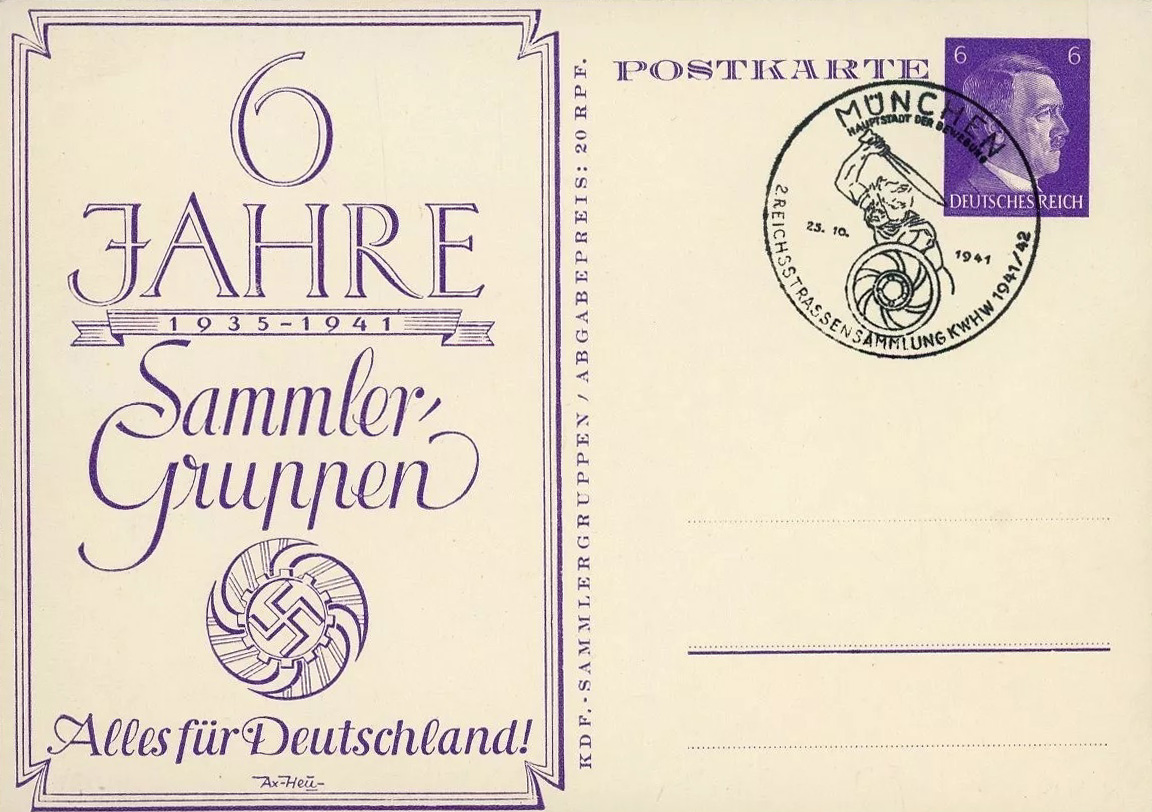 6
JAHRE
1935-1941
Sammler-
Gruppen
Alles für Deutschland!
Ax-Heu-
KDF.-SAMMLERGRUPPEN / ABGABEPREIS: 20 RPF.
POSTKARTE
6 6
DEUTSCHES REICH
MÜNCHEN
HAUPTSTADT DER BEWEGUNG
23. 10. 1941
2 REICHSSTRASSENSAMMLUNG KWHW 1941/42